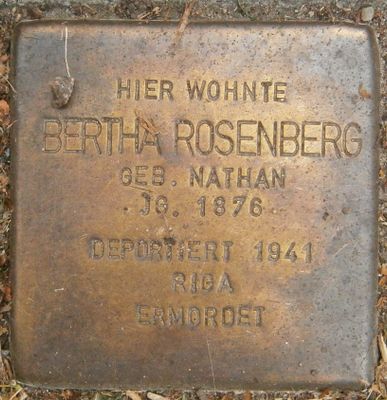 HIER WOHNTE
BERTHA ROSENBERG
GEB. NATHAN
JG. 1876
DEPORTIERT 1941
RIGA
ERMORDET